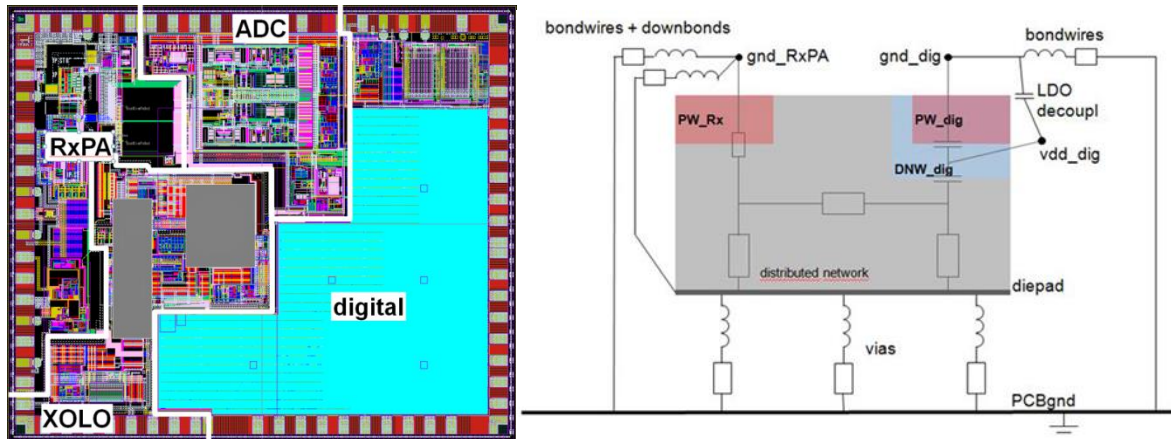 ADC
RxPA
digital
XOLO
bondwires + downbonds
bondwires
gnd_RxPA
gnd_dig
LDO
decoupl
PW_Rx
PW_dig
vdd_dig
DNW_dig
distributed network
diepad
vias
PCBgnd